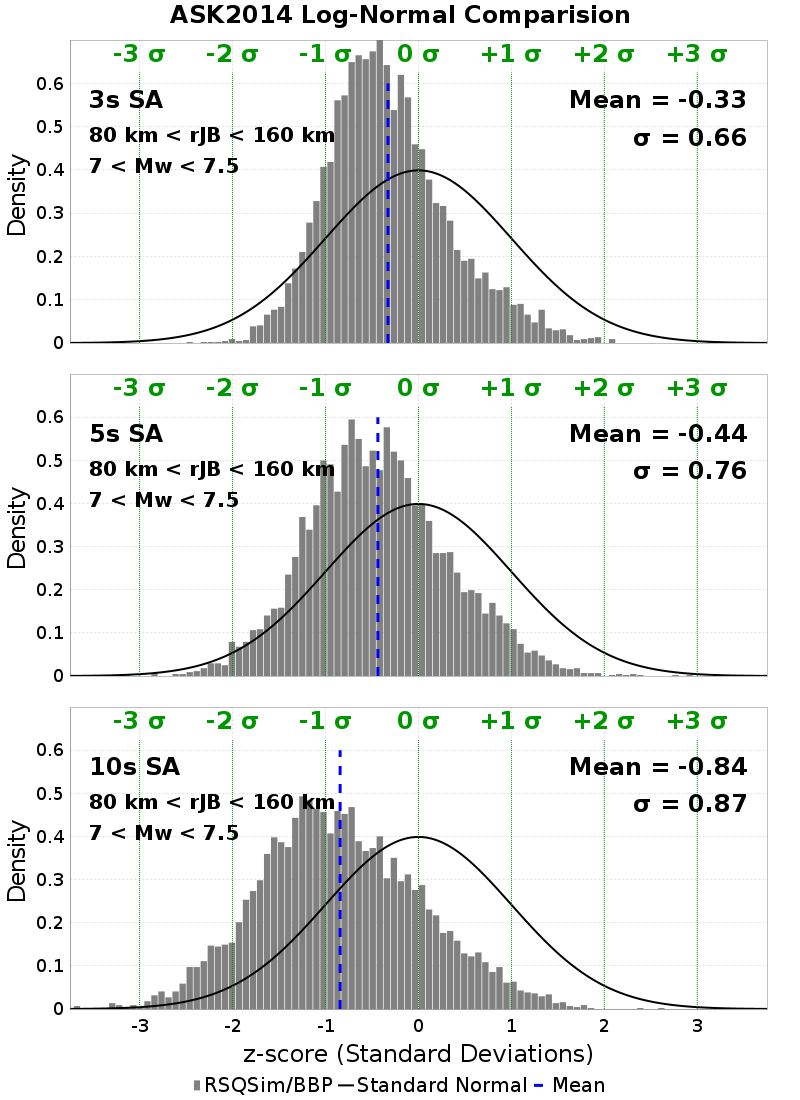 ASK2014 Log-Normal Comparision
-3 σ -2 σ -1 σ 0 σ +1 σ +2 σ +3 σ
3s SA
Mean = -0.33
80 km < rJB < 160 km
σ = 0.66
7 < Mw < 7.5
Density
0.6
0.5
0.4
0.3
0.2
0.1
0
-3 σ -2 σ -1 σ 0 σ +1 σ +2 σ +3 σ
5s SA
Mean = -0.44
80 km < rJB < 160 km
σ = 0.76
7 < Mw < 7.5
Density
0.6
0.5
0.4
0.3
0.2
0.1
0
-3 σ -2 σ -1 σ 0 σ +1 σ +2 σ +3 σ
10s SA
Mean = -0.84
80 km < rJB < 160 km
σ = 0.87
7 < Mw < 7.5
Density
0.6
0.5
0.4
0.3
0.2
0.1
0
-3 -2 -1 0 1 2 3
z-score (Standard Deviations)
RSQSim/BBP Standard Normal Mean